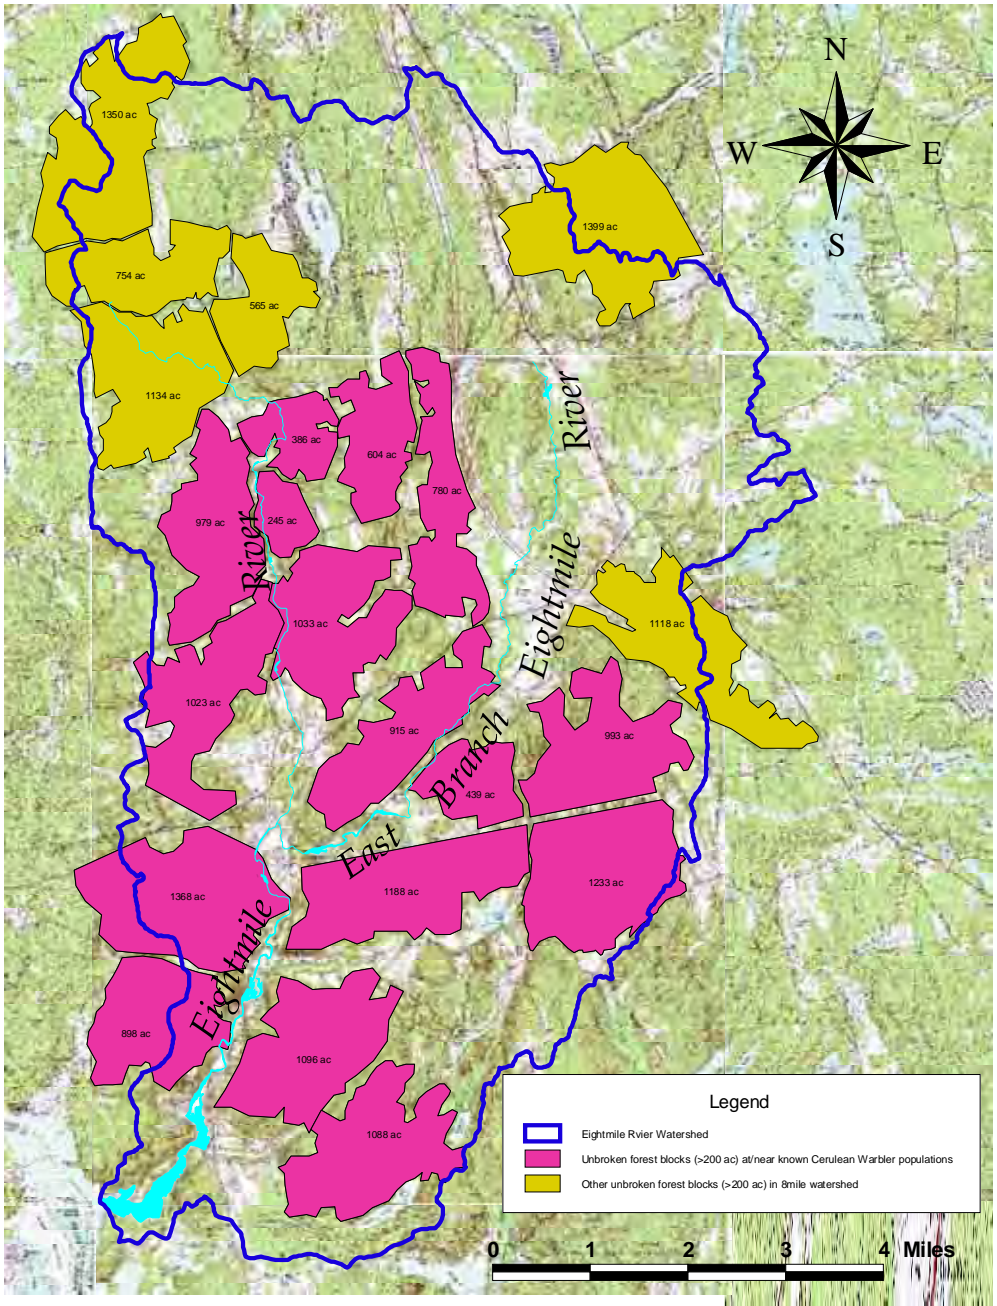 N
W E
S
1350 ac
1399 ac
754 ac
565 ac
1134 ac
386 ac
604 ac
780 ac
979 ac
245 ac
River
River
Eightmile
1033 ac
1118 ac
1023 ac
915 ac
993 ac
Branch
439 ac
East
1368 ac
1188 ac
1233 ac
Eightmile
898 ac
1096 ac
1088 ac
Legend
Eightmile Rvier Watershed
Unbroken forest blocks (>200 ac) at/near known Cerulean Warbler populations
Other unbroken forest blocks (>200 ac) in 8mile watershed
0 1 2 3 4 Miles